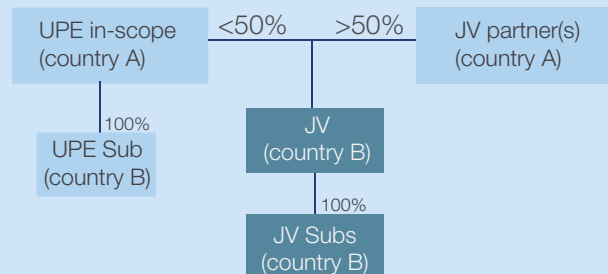 UPE in-scope
(country A)
<50%
>50%
JV partner(s)
(country A)
100%
UPE Sub
(country B)
JV
(country B)
100%
JV Subs
(country B)